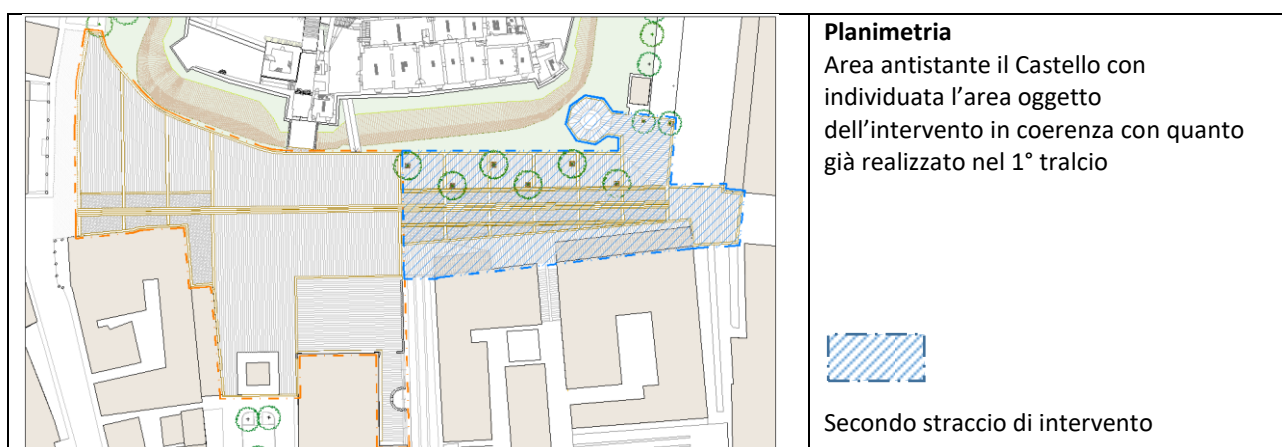 Planimetria
Area antistante il Castello con
individuata l’area oggetto
dell’intervento in coerenza con quanto
già realizzato nel 1° tralcio
Secondo straccio di intervento